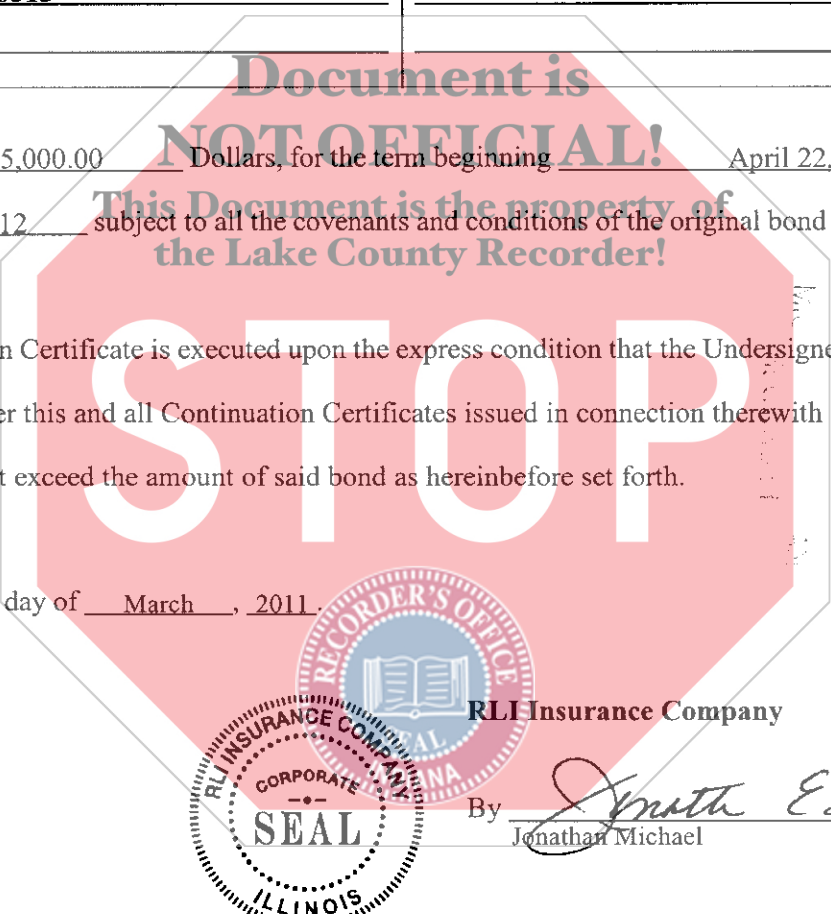 Document is
NOT OFFICIAL!
5,000.00 Dollars, for the term beginning April 22,
This Document is the property of
12 subject to all the covenants and conditions of the original bond
the Lake County Recorder!
STOP
n Certificate is executed upon the express condition that the Undersigne
er this and all Continuation Certificates issued in connection therewith
t exceed the amount of said bond as hereinbefore set forth.
day of March, 2011.
RECORDER'S OFFICE
SEAL
INDIANA
RLI INSURANCE COMPANY
CORPORATE
SEAL
ILLINOIS
RLI Insurance Company
By
Jonathan Michael